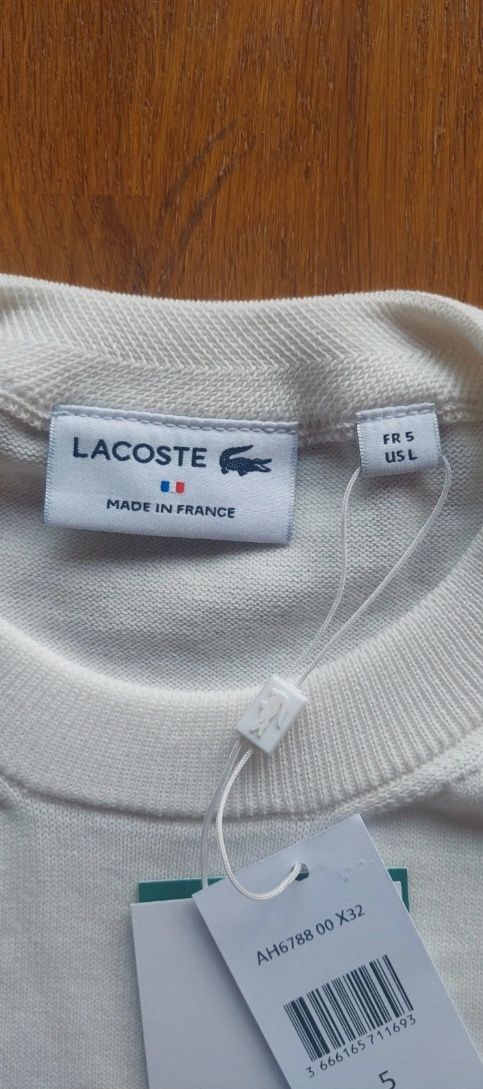 LACOSTE
MADE IN FRANCE
FR 5
US L
AH6788 00 X32
3 666165 711693
5